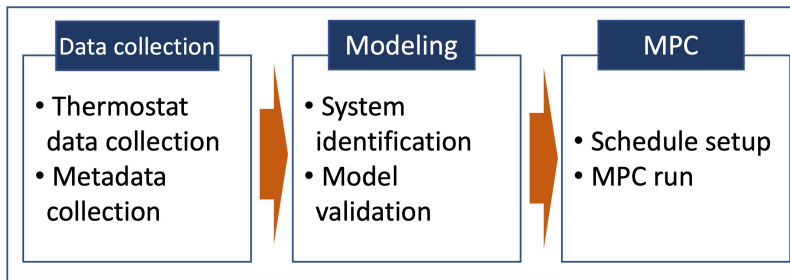 Data collection
• Thermostat
data collection
• Metadata
collection
Modeling
• System
identification
• Model
validation
MPC
• Schedule setup
• MPC run